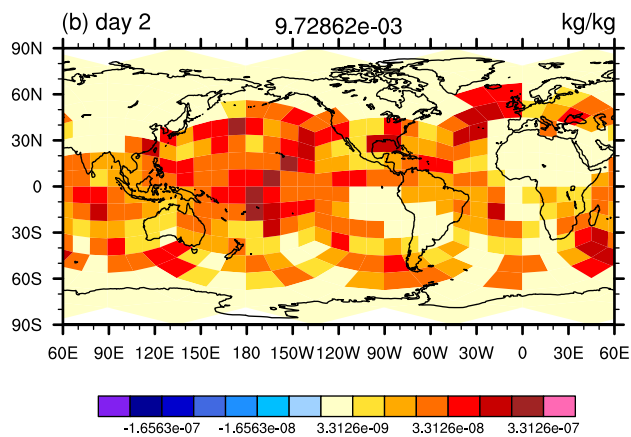 (b) day 2 9.72862e-03 kg/kg
90N
60N
30N
0
30S
60S
90S
60E 90E 120E 150E 180 150W 120W 90W 60W 30W 0 30E 60E
-1.6563e-07 -1.6563e-08 3.3126e-09 3.3126e-08 3.3126e-07